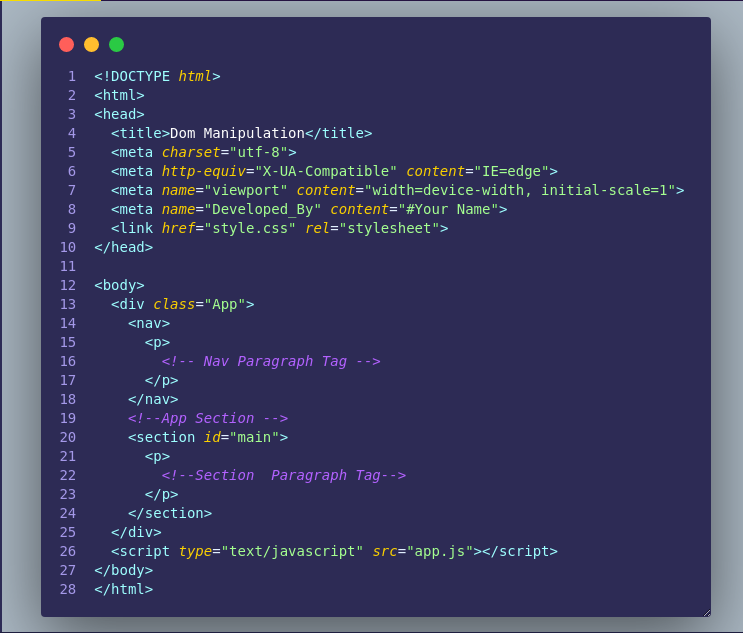 1 <!DOCTYPE html>
2 <html>
3 <head>
4   <title>Dom Manipulation</title>
5   <meta charset="utf-8">
6   <meta http-equiv="X-UA-Compatible" content="IE=edge">
7   <meta name="viewport" content="width=device-width, initial-scale=1">
8   <meta name="Developed_By" content="#Your Name">
9   <link href="style.css" rel="stylesheet">
10 </head>
11
12 <body>
13   <div class="App">
14     <nav>
15       <p>
16         <!-- Nav Paragraph Tag -->
17       </p>
18     </nav>
19     <!--App Section -->
20     <section id="main">
21       <p>
22         <!--Section  Paragraph Tag-->
23       </p>
24     </section>
25   </div>
26   <script type="text/javascript" src="app.js"></script>
27 </body>
28 </html>